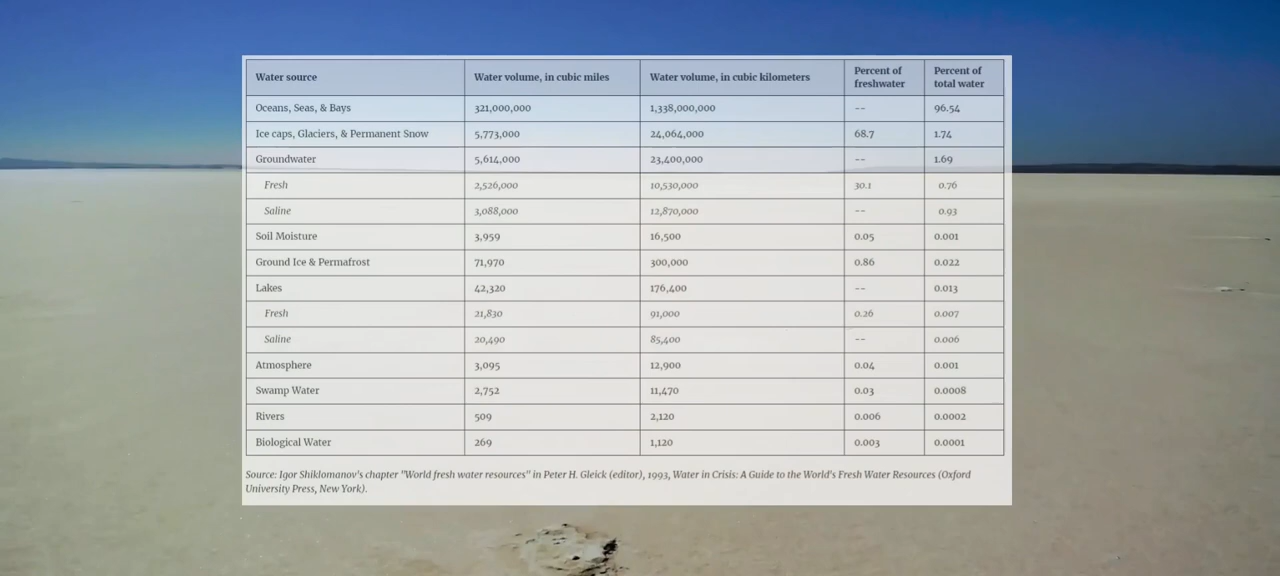 Water source Water volume, in cubic miles Water volume, in cubic kilometers Percent of freshwater Percent of total water
Oceans, Seas, & Bays 321,000,000 1,338,000,000 -- 96.54
Ice caps, Glaciers, & Permanent Snow 5,773,000 24,064,000 68.7 1.74
Groundwater 5,614,000 23,400,000 -- 1.69
Fresh 2,526,000 10,530,000 30.1 0.76
Saline 3,088,000 12,870,000 -- 0.93
Soil Moisture 3,959 16,500 0.05 0.001
Ground Ice & Permafrost 71,970 300,000 0.86 0.022
Lakes 42,320 176,400 -- 0.013
Fresh 21,830 91,000 0.26 0.007
Saline 20,490 85,400 -- 0.006
Atmosphere 3,095 12,900 0.04 0.001
Swamp Water 2,752 11,470 0.03 0.0008
Rivers 509 2,120 0.006 0.0002
Biological Water 269 1,120 0.003 0.0001
Source: Igor Shiklomanov's chapter "World fresh water resources" in Peter H. Gleick (editor), 1993, Water in Crisis: A Guide to the World's Fresh Water Resources (Oxford
University Press, New York).